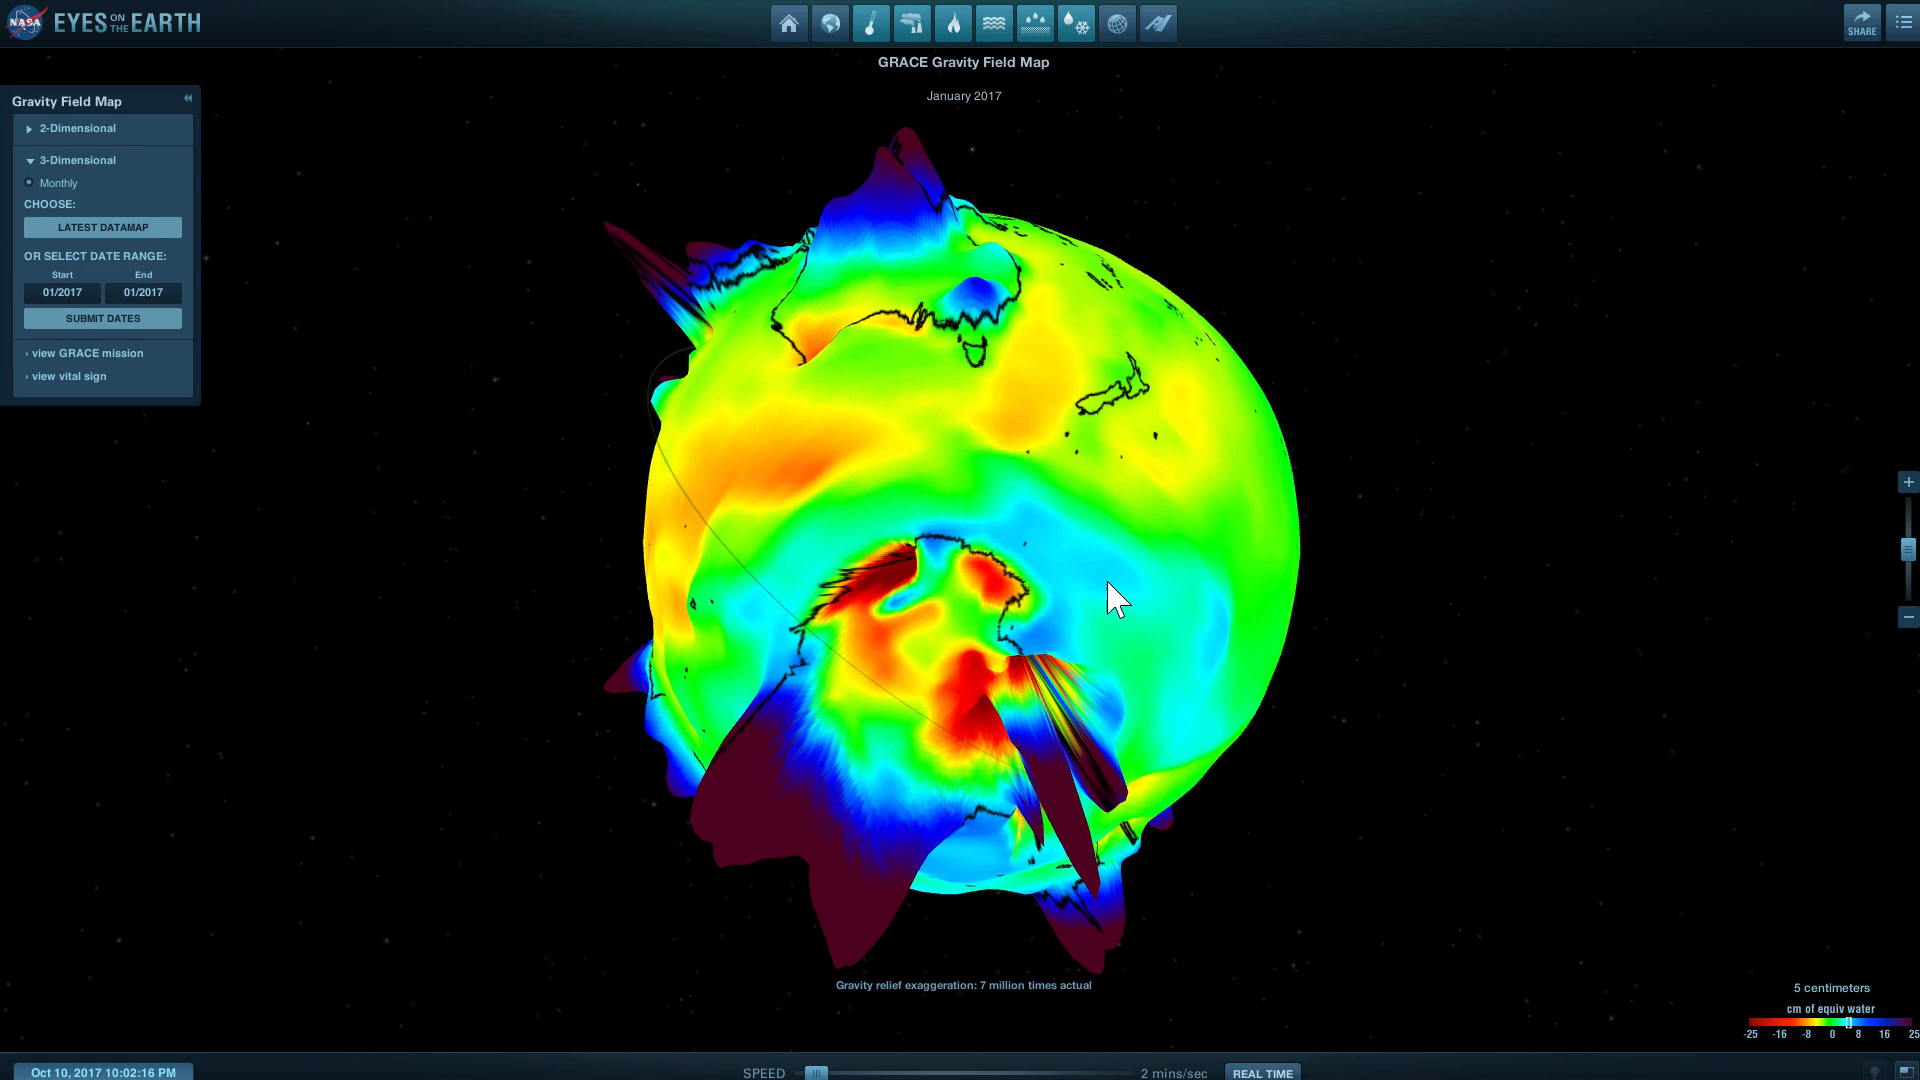 NASA
EYES ON THE EARTH
SHARE
GRACE Gravity Field Map
January 2017
Gravity Field Map
2-Dimensional
3-Dimensional
Monthly
CHOOSE:
LATEST DATAMAP
OR SELECT DATE RANGE:
Start End
01/2017 01/2017
SUBMIT DATES
› view GRACE mission
› view vital sign
Gravity relief exaggeration: 7 million times actual
5 centimeters
cm of equiv water
-25 -16 -8 0 8 16 25
Oct 10, 2017 10:02:16 PM
SPEED 2 mins/sec REAL TIME